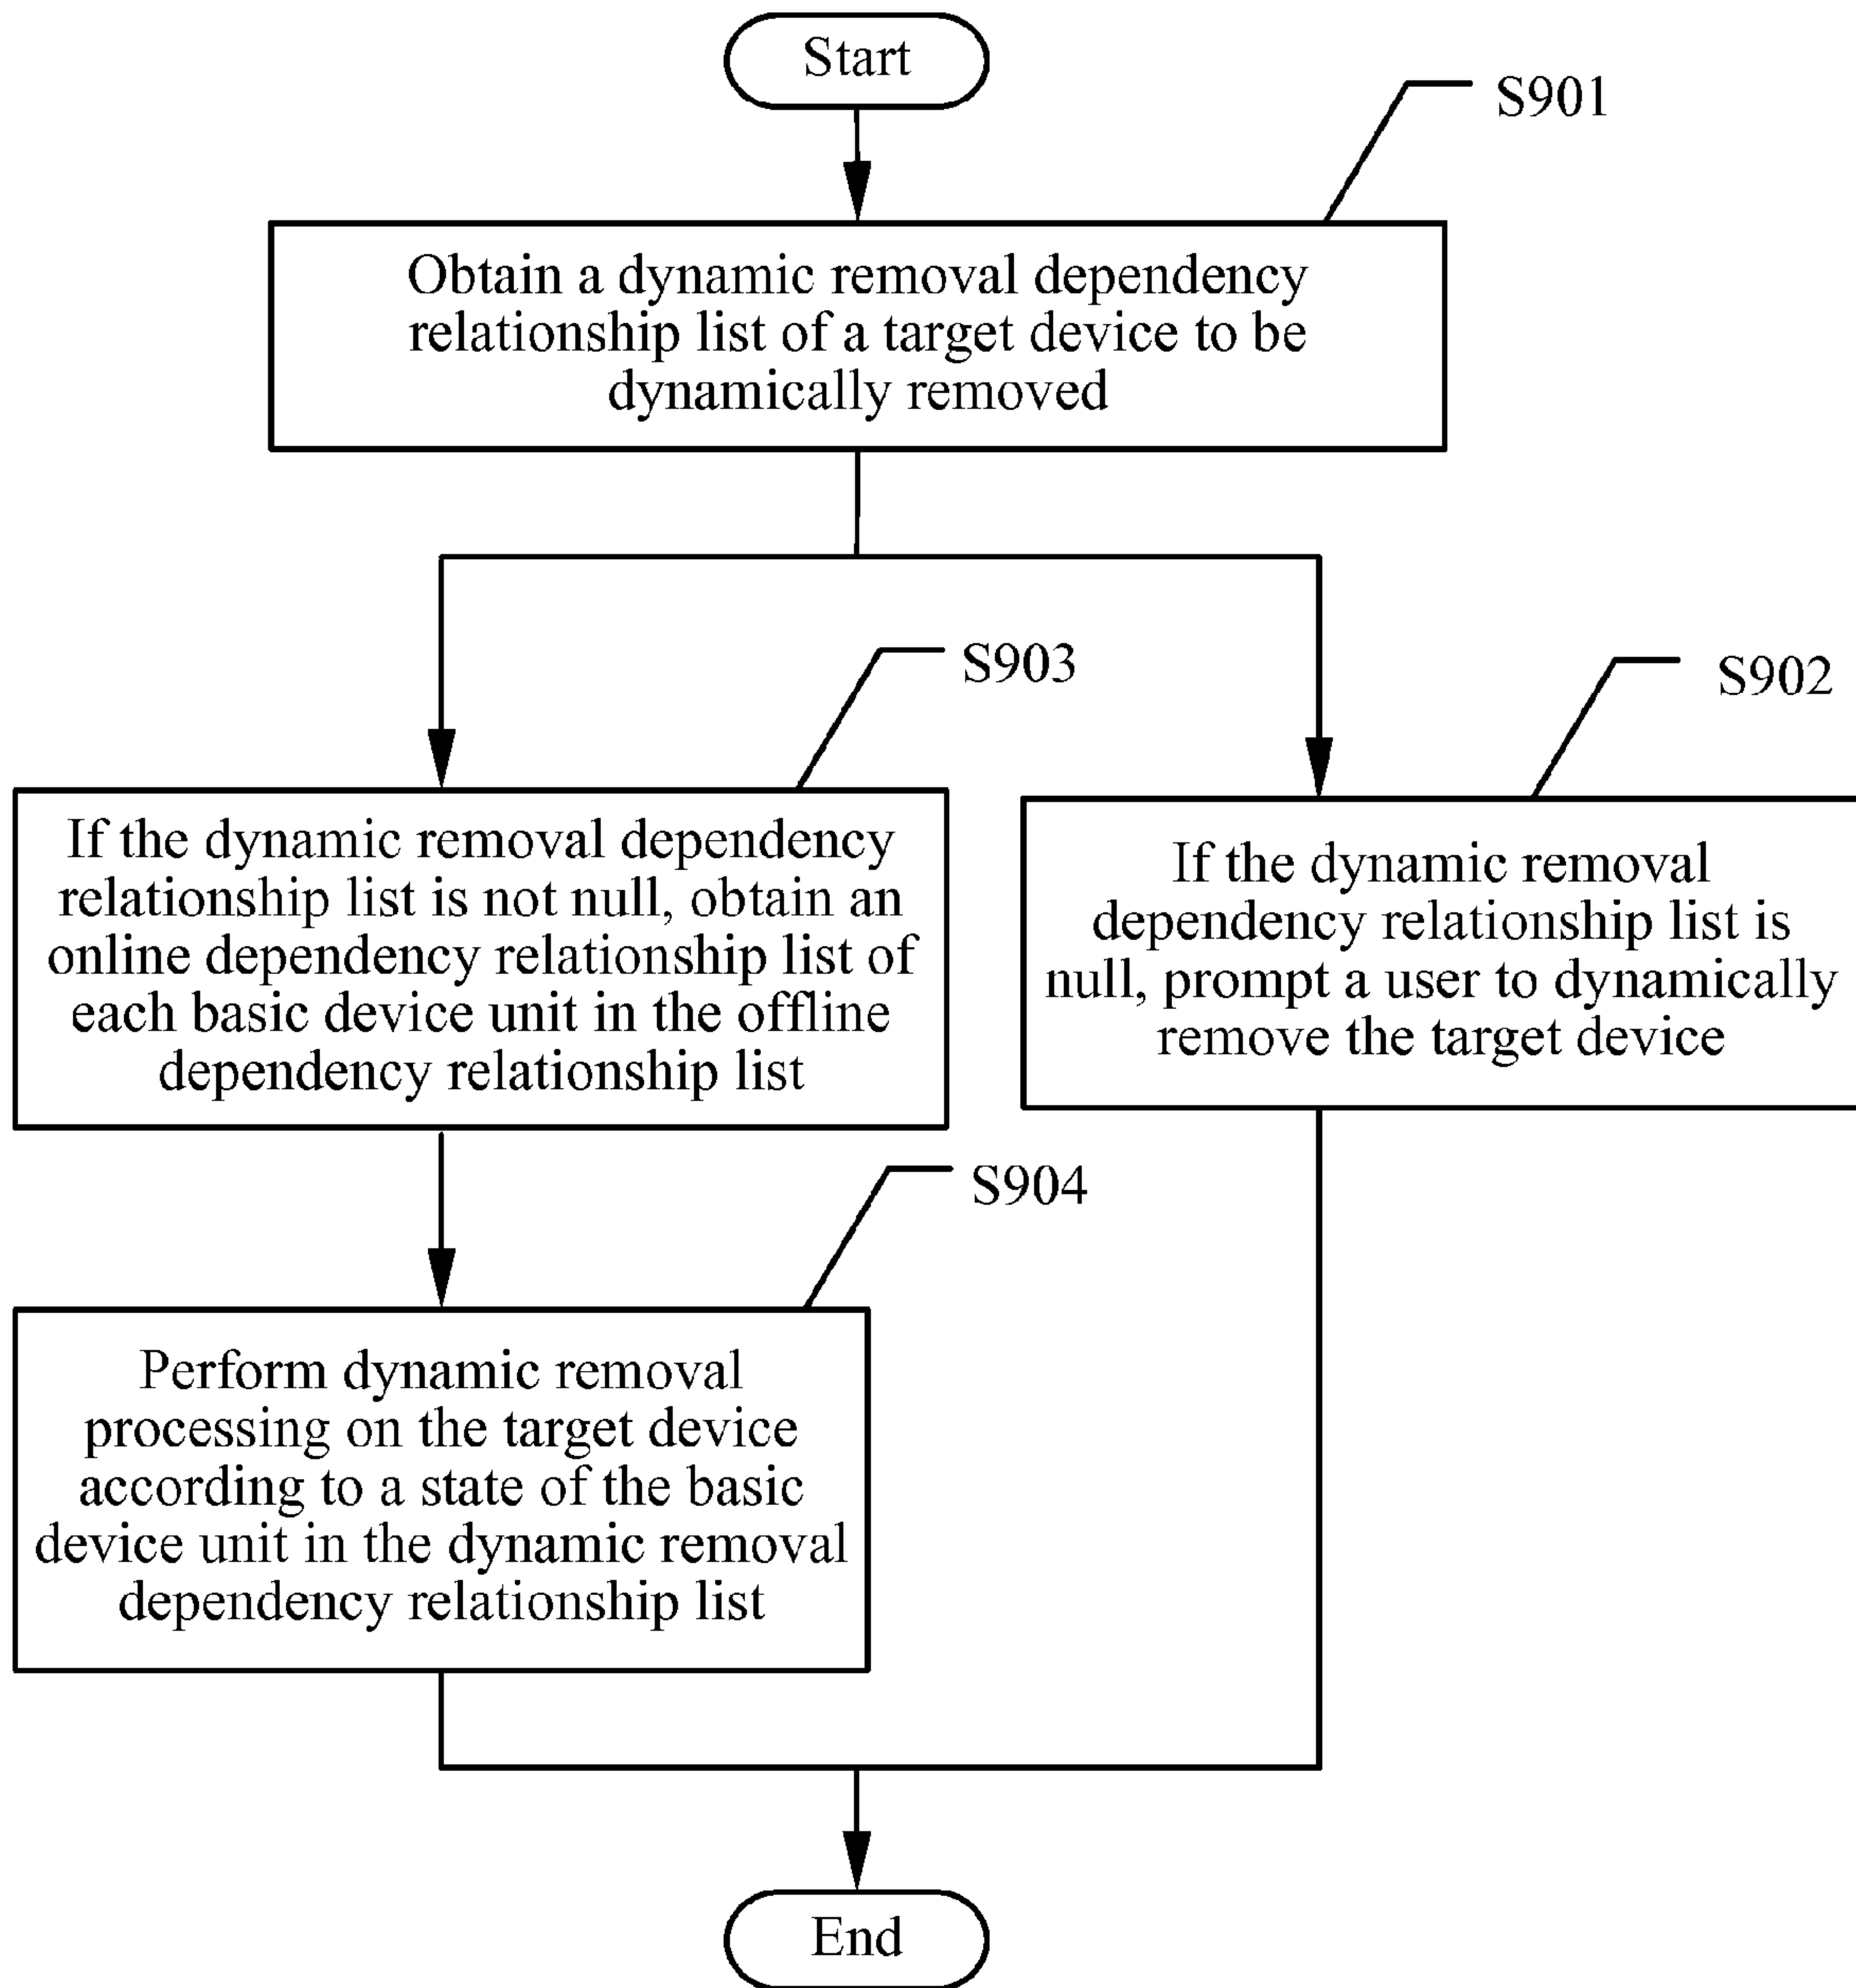 Start
S901
Obtain a dynamic removal dependency
relationship list of a target device to be
dynamically removed
S903
If the dynamic removal dependency
relationship list is not null, obtain an
online dependency relationship list of
each basic device unit in the offline
dependency relationship list
S902
If the dynamic removal
dependency relationship list is
null, prompt a user to dynamically
remove the target device
S904
Perform dynamic removal
processing on the target device
according to a state of the basic
device unit in the dynamic removal
dependency relationship list
End